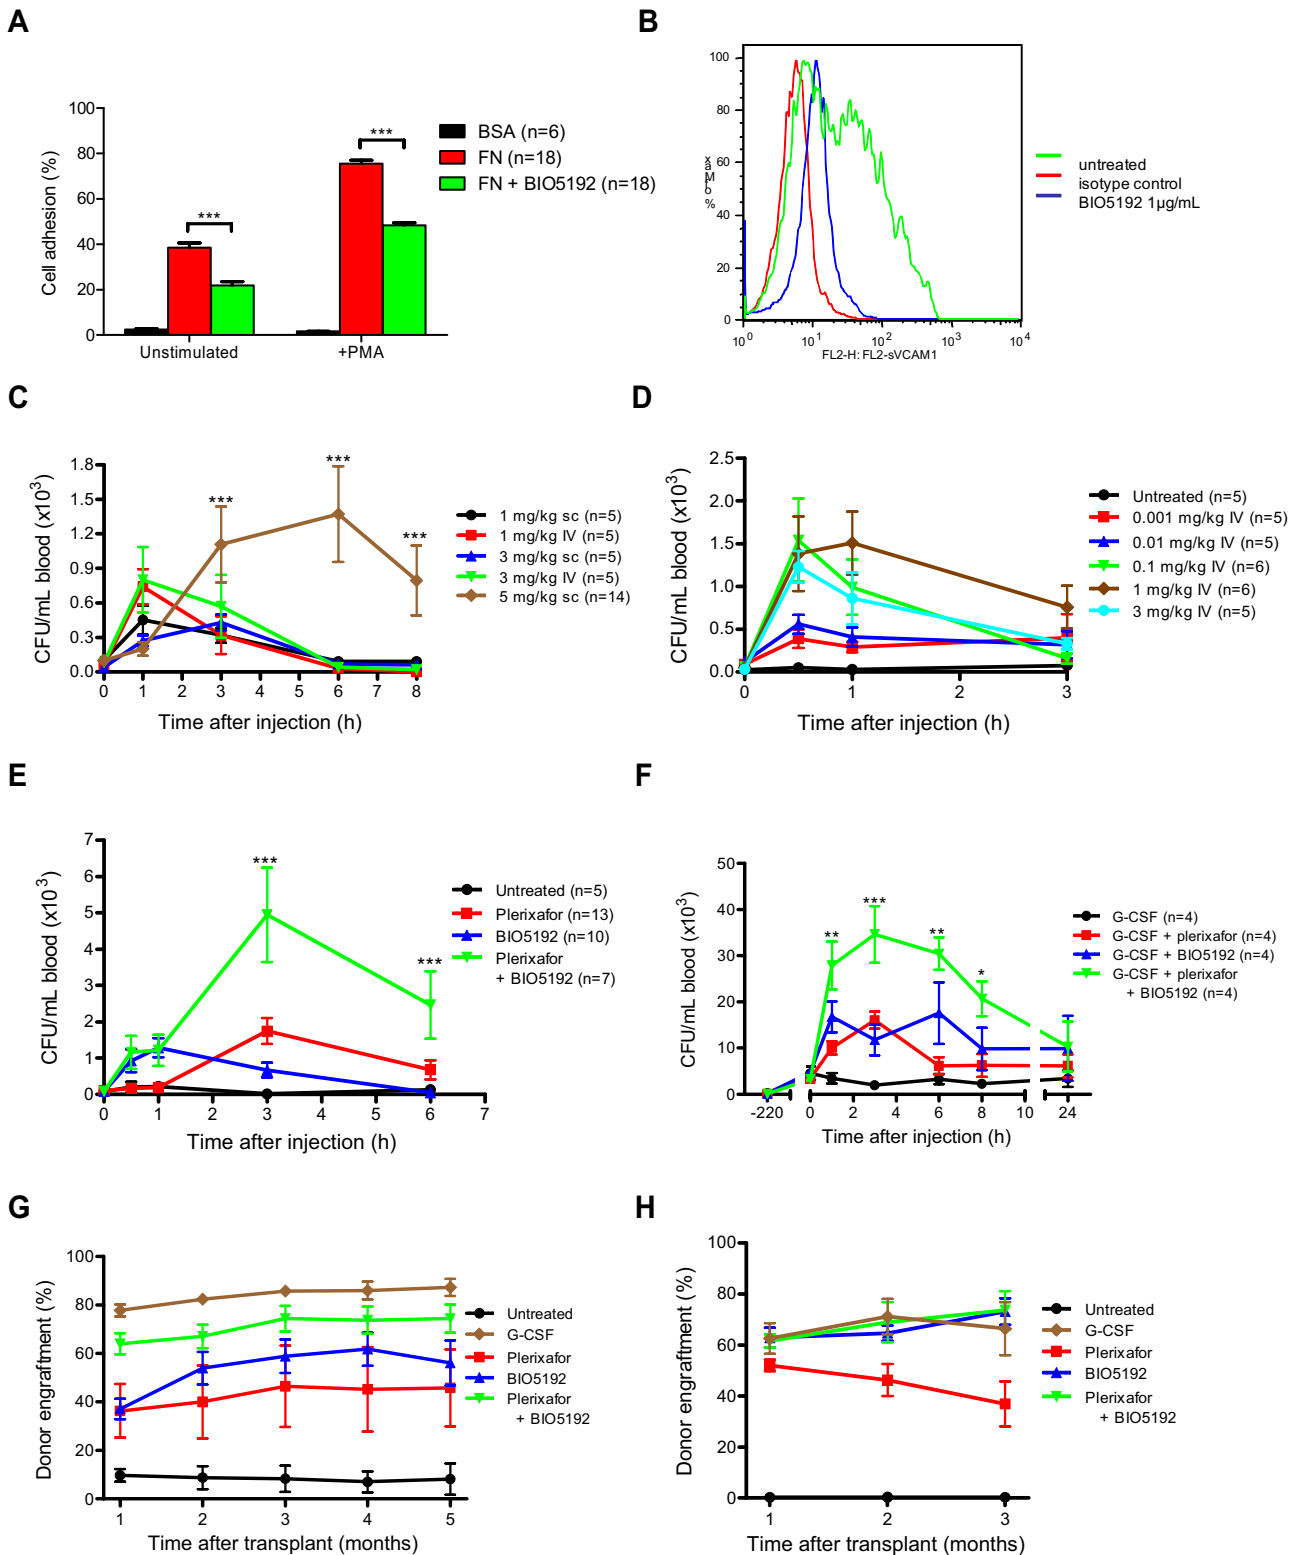 A
100
80
60
40
20
0
Cell adhesion (%)
***
***
Unstimulated
+PMA
BSA (n=6)
FN (n=18)
FN + BIO5192 (n=18)
B
100
80
60
40
20
0
% of Max
10^0 10^1 10^2 10^3 10^4
FL2-H: FL2-sVCAM1
untreated
isotype control
BIO5192 1µg/mL
C
1.8
1.5
1.2
0.9
0.6
0.3
0.0
CFU/mL blood (x10^3)
***
***
***
0 1 2 3 4 5 6 7 8
Time after injection (h)
1 mg/kg sc (n=5)
1 mg/kg IV (n=5)
3 mg/kg sc (n=5)
3 mg/kg IV (n=5)
5 mg/kg sc (n=14)
D
2.5
2.0
1.5
1.0
0.5
0.0
CFU/mL blood (x10^3)
0 1 2 3
Time after injection (h)
Untreated (n=5)
0.001 mg/kg IV (n=5)
0.01 mg/kg IV (n=5)
0.1 mg/kg IV (n=6)
1 mg/kg IV (n=6)
3 mg/kg IV (n=5)
E
7
6
5
4
3
2
1
0
CFU/mL blood (x10^3)
***
***
0 1 2 3 4 5 6 7
Time after injection (h)
Untreated (n=5)
Plerixafor (n=13)
BIO5192 (n=10)
Plerixafor
+ BIO5192 (n=7)
F
50
40
30
20
10
0
CFU/mL blood (x10^3)
**
***
**
*
-220 0 2 4 6 8 10 24
Time after injection (h)
G-CSF (n=4)
G-CSF + plerixafor (n=4)
G-CSF + BIO5192 (n=4)
G-CSF + plerixafor
+ BIO5192 (n=4)
G
100
80
60
40
20
0
Donor engraftment (%)
1 2 3 4 5
Time after transplant (months)
Untreated
G-CSF
Plerixafor
BIO5192
Plerixafor
+ BIO5192
H
100
80
60
40
20
0
Donor engraftment (%)
1 2 3
Time after transplant (months)
Untreated
G-CSF
Plerixafor
BIO5192
Plerixafor
+ BIO5192